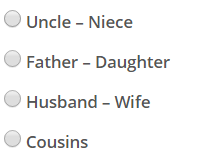 Uncle – Niece
Father – Daughter
Husband – Wife
Cousins